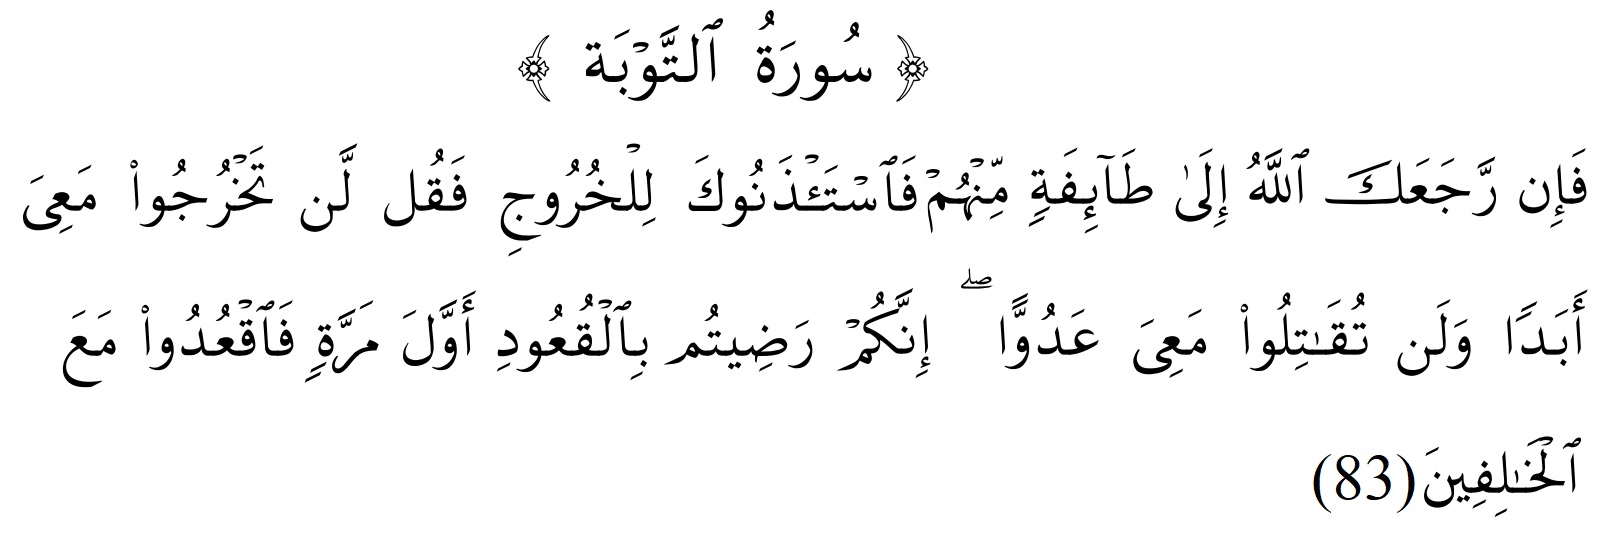 ﴿ سُورَةُ ٱلتَّوۡبَة ﴾
فَإِن رَّجَعَكَ ٱللَّهُ إِلَىٰ طَآئِفَةٖ مِّنۡهُمۡ فَٱسۡتَـٔۡذَنُوكَ لِلۡخُرُوجِ فَقُل لَّن تَخۡرُجُواْ مَعِيَ
أَبَدٗا وَلَن تُقَٰتِلُواْ مَعِيَ عَدُوًّاۖ إِنَّكُمۡ رَضِيتُم بِٱلۡقُعُودِ أَوَّلَ مَرَّةٖ فَٱقۡعُدُواْ مَعَ
ٱلۡخَٰلِفِينَ (83)